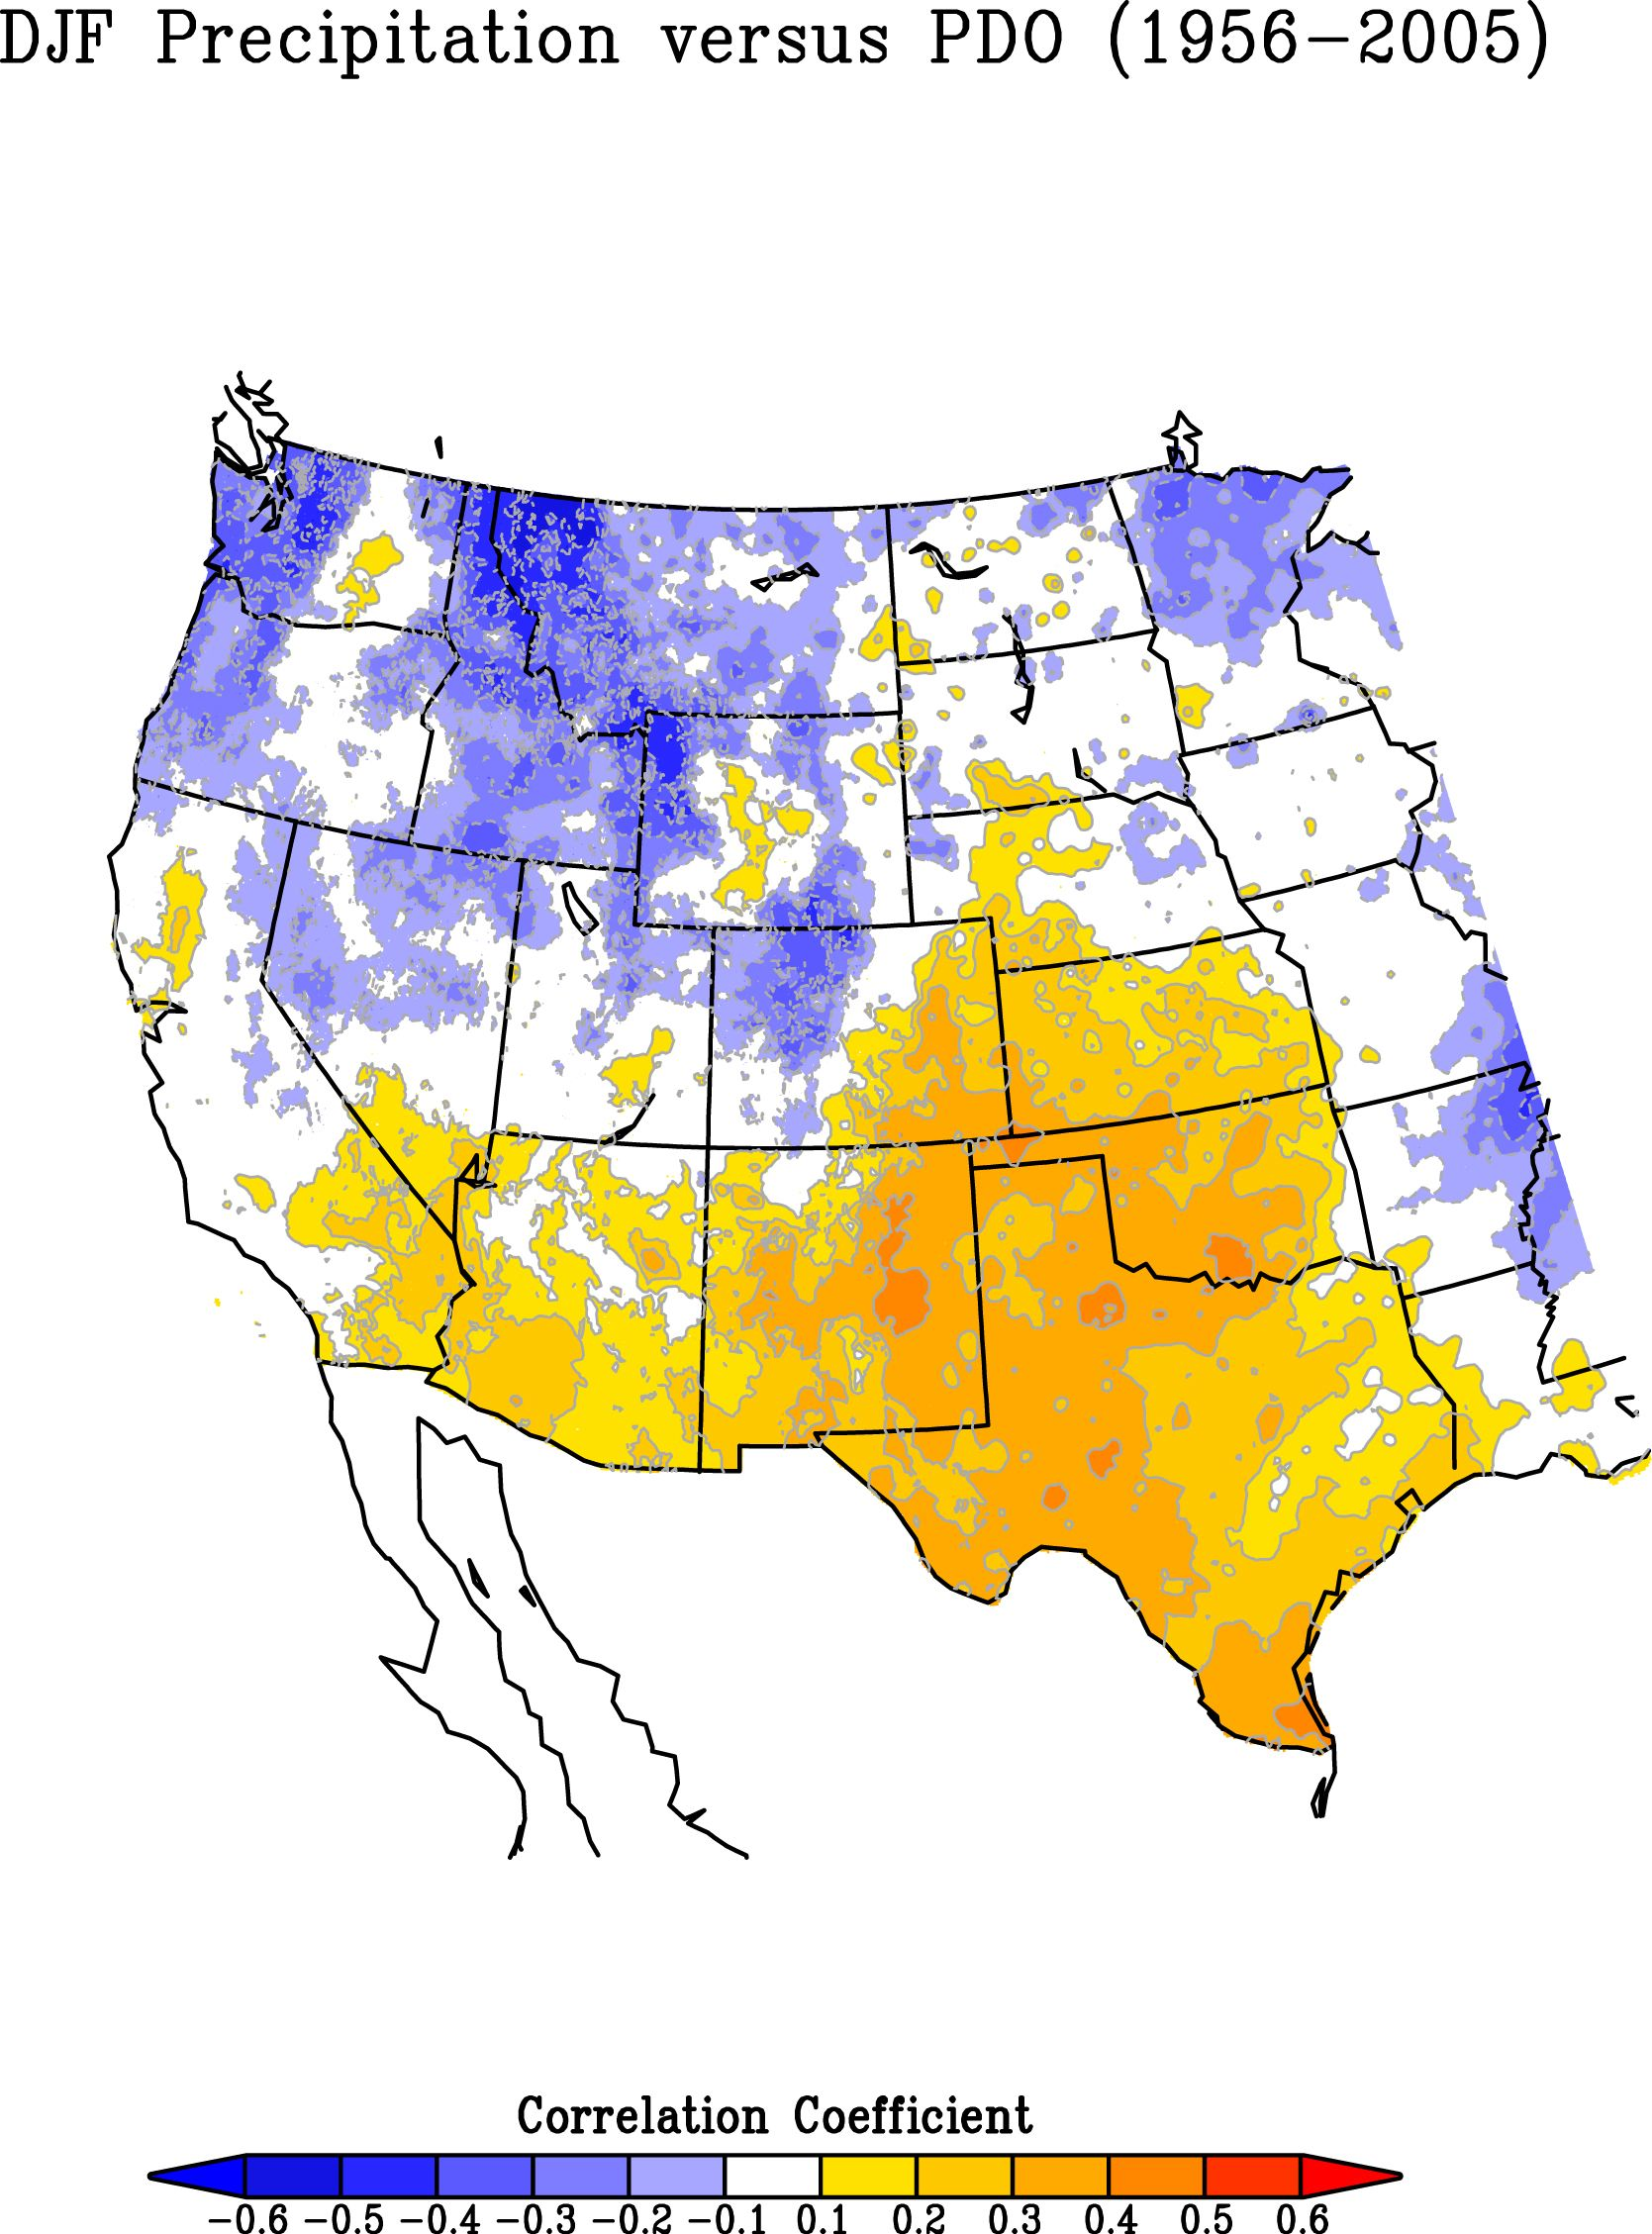 DJF Precipitation versus PDO (1956-2005)
Correlation Coefficient
-0.6 -0.5 -0.4 -0.3 -0.2 -0.1 0.1 0.2 0.3 0.4 0.5 0.6